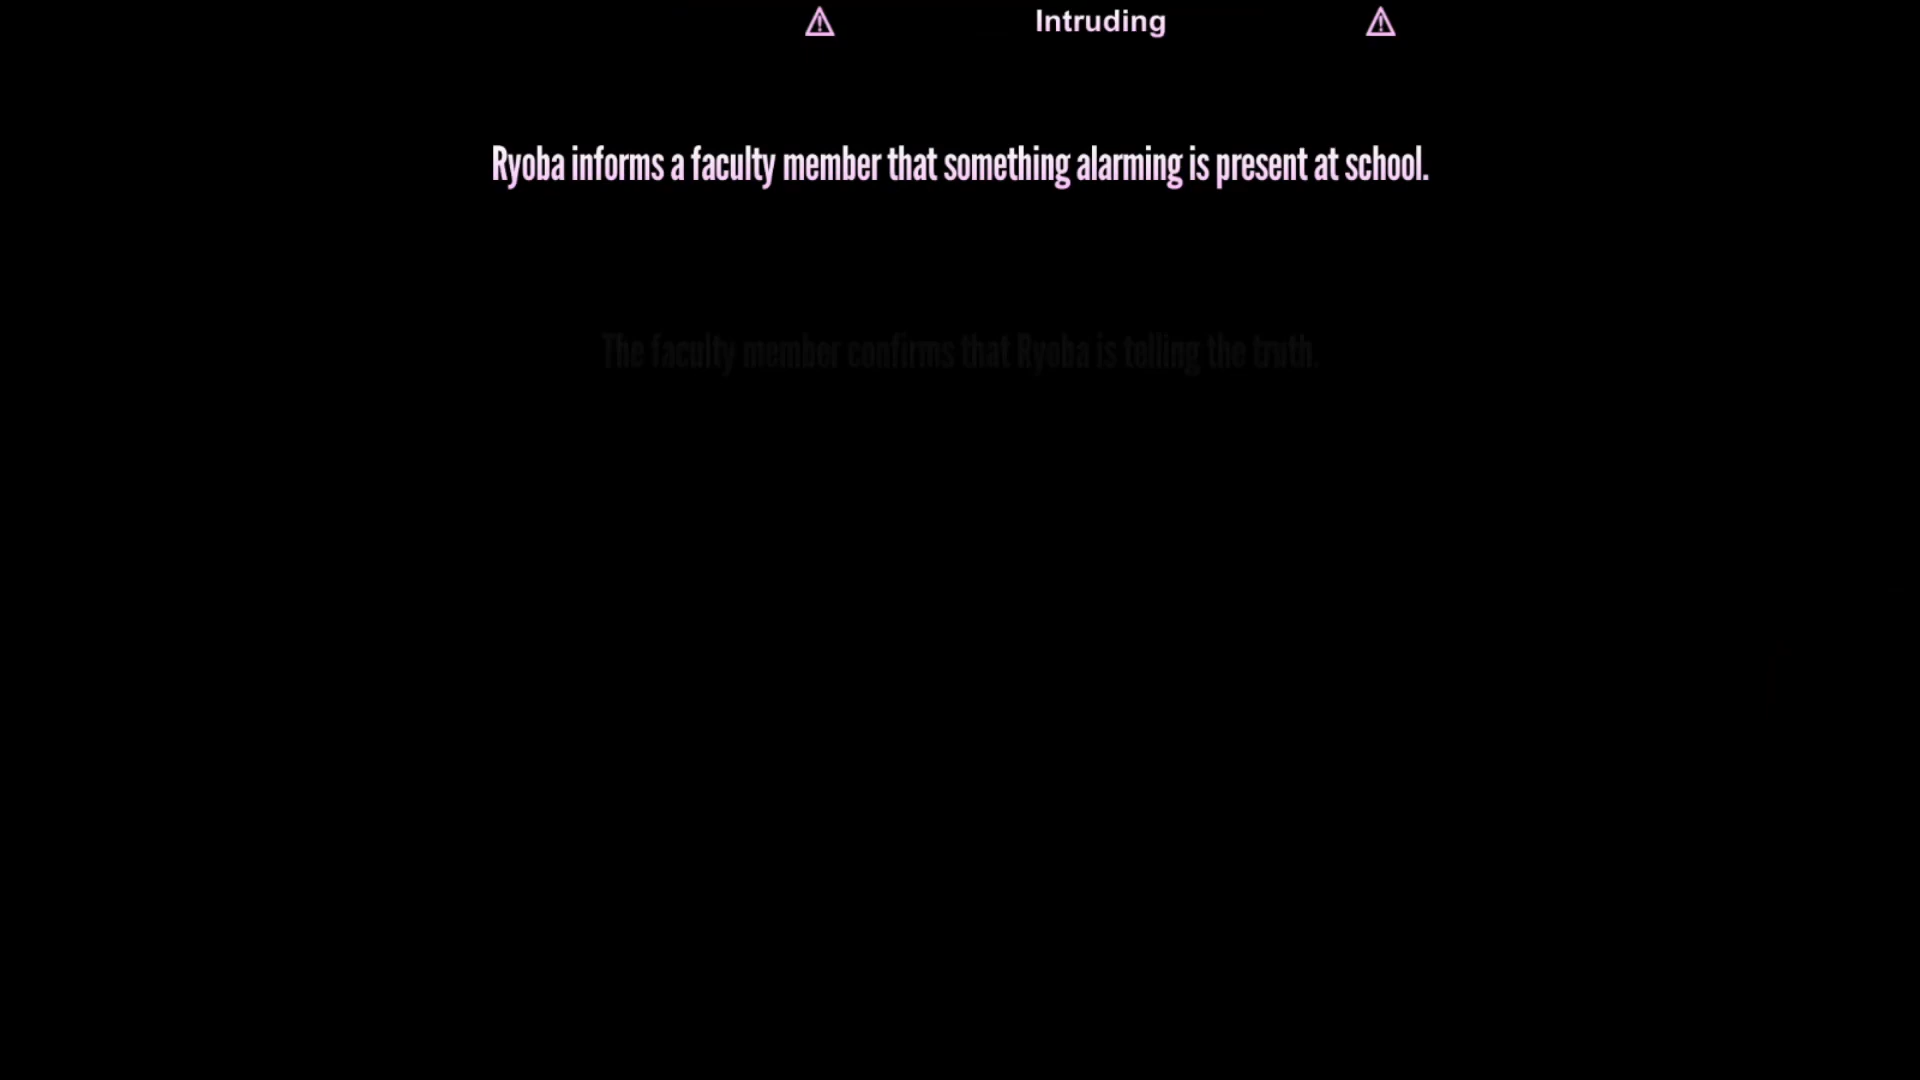 Intruding
Ryoba informs a faculty member that something alarming is present at school.
The faculty member confirms that Ryoba is telling the truth.